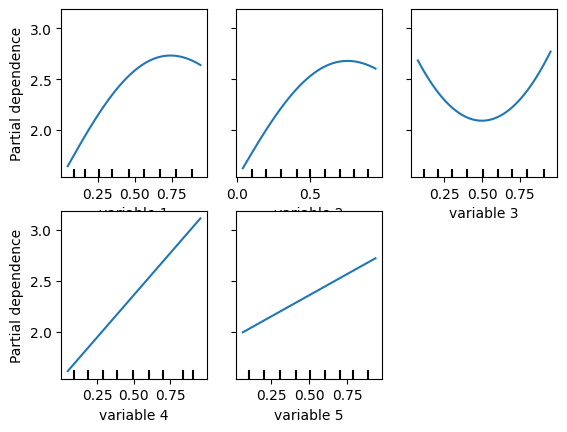 3.0
2.5
2.0
Partial dependence
0.25 0.50 0.75
variable 1
0.0 0.5
variable 2
0.25 0.50 0.75
variable 3
3.0
2.5
2.0
Partial dependence
0.25 0.50 0.75
variable 4
0.25 0.50 0.75
variable 5